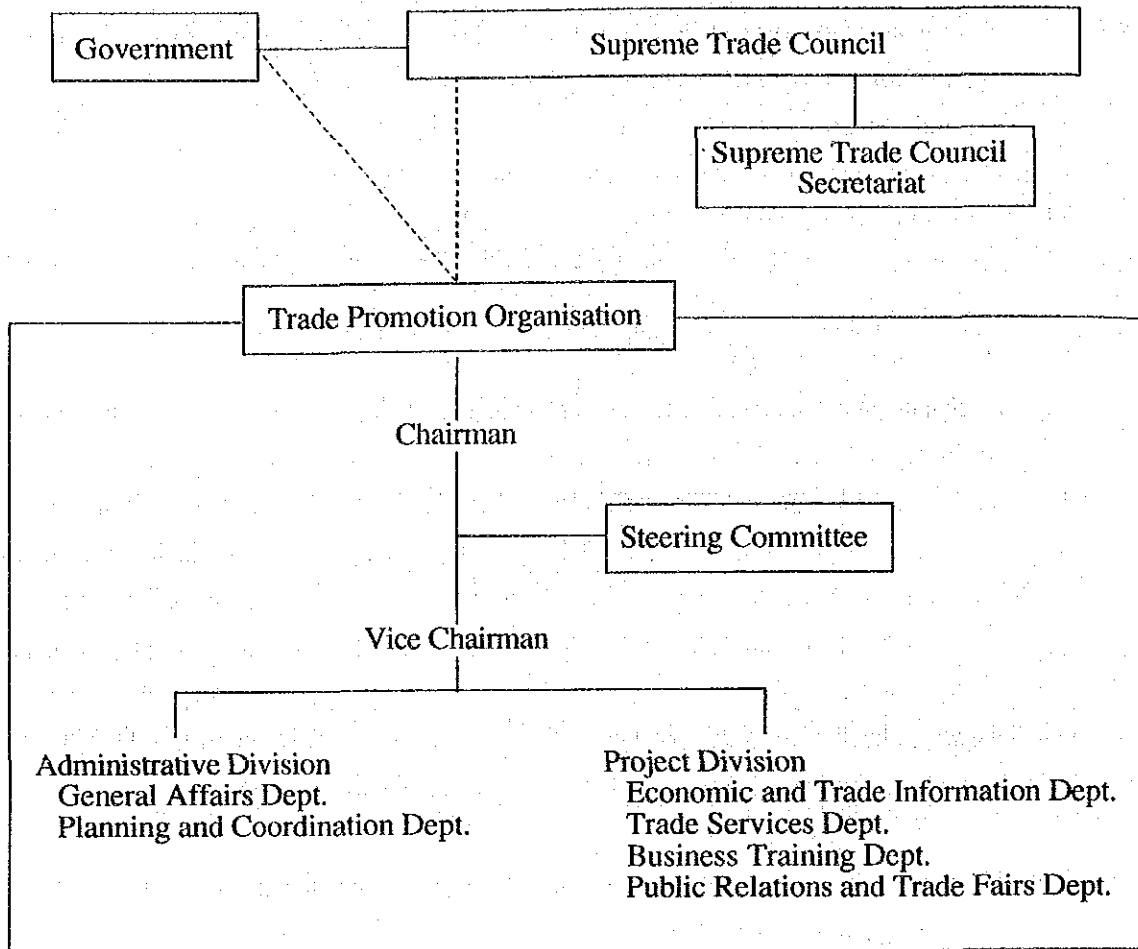 Government
Supreme Trade Council
Supreme Trade Council
Secretariat
Trade Promotion Organisation
Chairman
Steering Committee
Vice Chairman
Administrative Division
General Affairs Dept.
Planning and Coordination Dept.
Project Division
Economic and Trade Information Dept.
Trade Services Dept.
Business Training Dept.
Public Relations and Trade Fairs Dept.